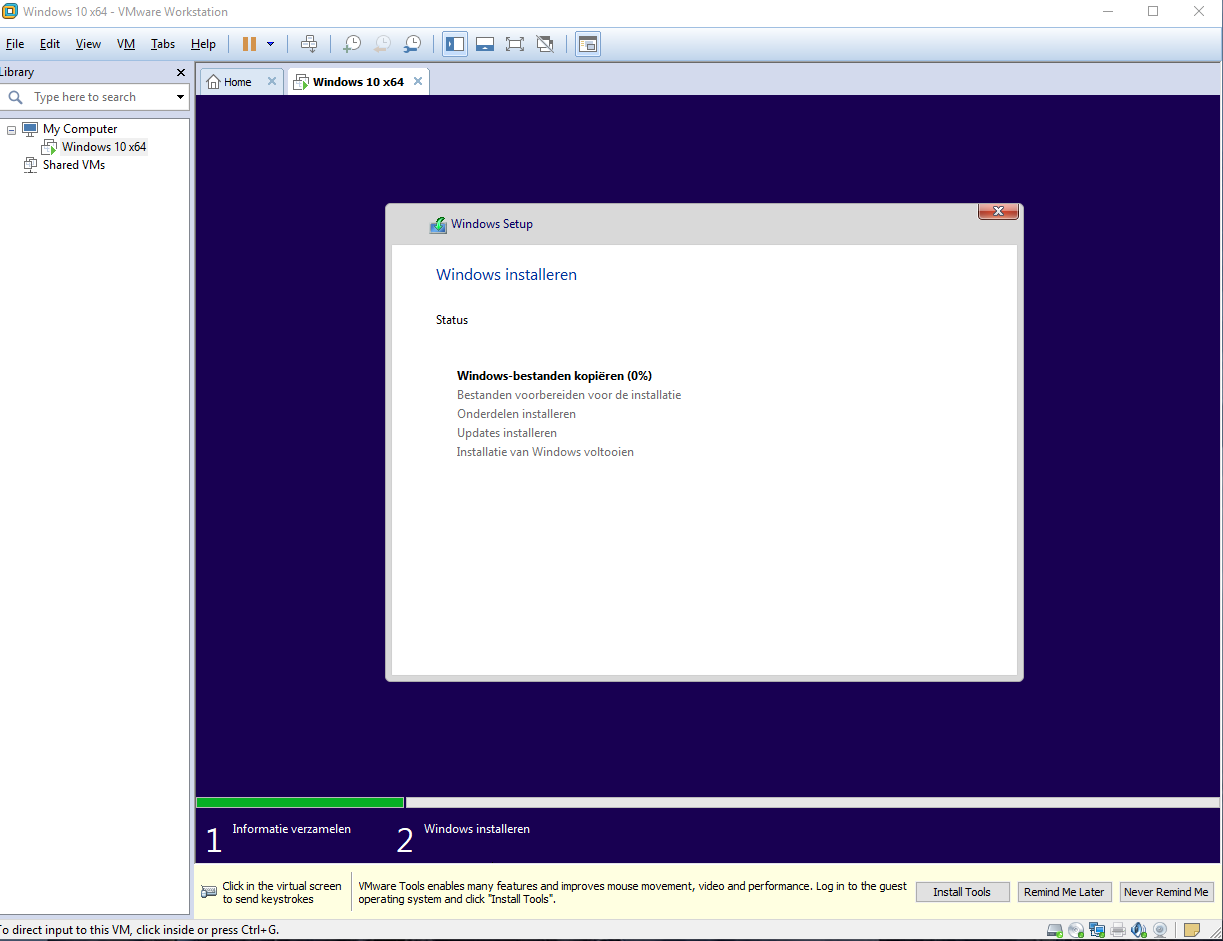 Windows 10 x64 - VMware Workstation
File Edit View VM Tabs Help
Library
Type here to search
My Computer
Windows 10 x64
Shared VMs
Home
Windows 10 x64
Windows Setup
Windows installeren
Status
Windows-bestanden kopiëren (0%)
Bestanden voorbereiden voor de installatie
Onderdelen installeren
Updates installeren
Installatie van Windows voltooien
1 Informatie verzamelen
2 Windows installeren
Click in the virtual screen
to send keystrokes
VMware Tools enables many features and improves mouse movement, video and performance. Log in to the guest
operating system and click "Install Tools".
Install Tools
Remind Me Later
Never Remind Me
To direct input to this VM, click inside or press Ctrl+G.